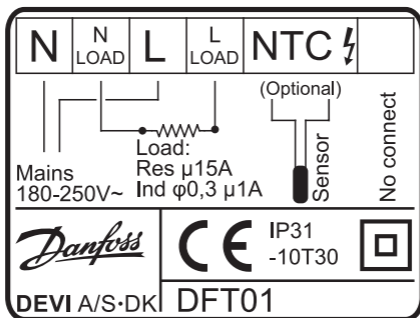 N N LOAD L L LOAD NTC
(Optional)
Sensor
No connect
Mains
180-250V~
Load:
Res µ15A
Ind φ0,3 µ1A
Danfoss
DEVI A/S·DK
CE
IP31
-10T30
DFT01